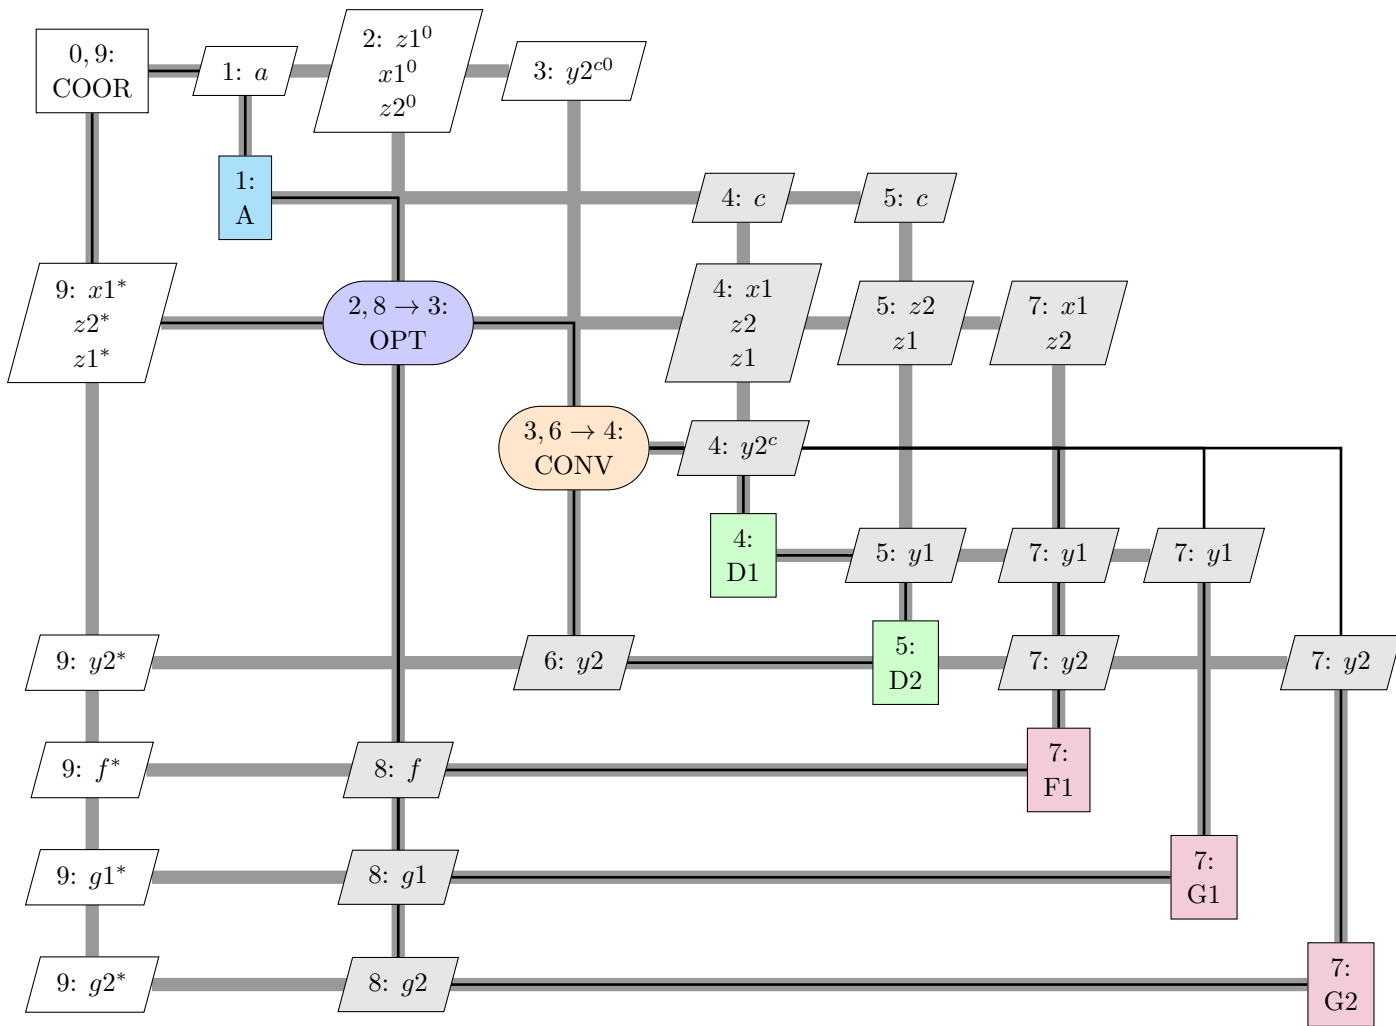 0, 9:
COOR
1: a
2: z1⁰
x1⁰
z2⁰
3: y2ᶜ⁰
1:
A
4: c
5: c
9: x1*
z2*
z1*
2, 8 → 3:
OPT
4: x1
z2
z1
5: z2
z1
7: x1
z2
3, 6 → 4:
CONV
4: y2ᶜ
4:
D1
5: y1
7: y1
7: y1
9: y2*
6: y2
5:
D2
7: y2
7: y2
9: f*
8: f
7:
F1
9: g1*
8: g1
7:
G1
9: g2*
8: g2
7:
G2